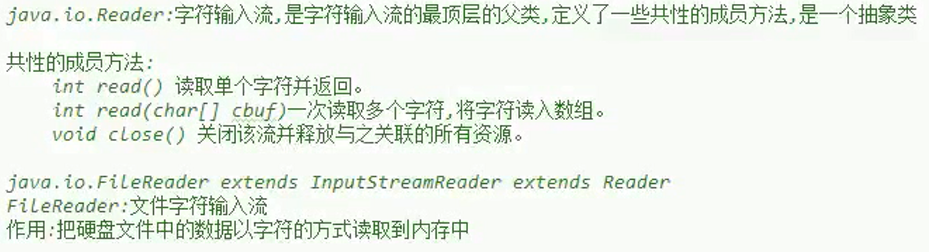 java.io.Reader:字符输入流,是字符输入流的最顶层的父类,定义了一些共性的成员方法,是一个抽象类
共性的成员方法:
int read() 读取单个字符并返回。
int read(char[] cbuf)一次读取多个字符,将字符读入数组。
void close() 关闭该流并释放与之关联的所有资源。
java.io.FileReader extends InputStreamReader extends Reader
FileReader:文件字符输入流
作用:把硬盘文件中的数据以字符的方式读取到内存中